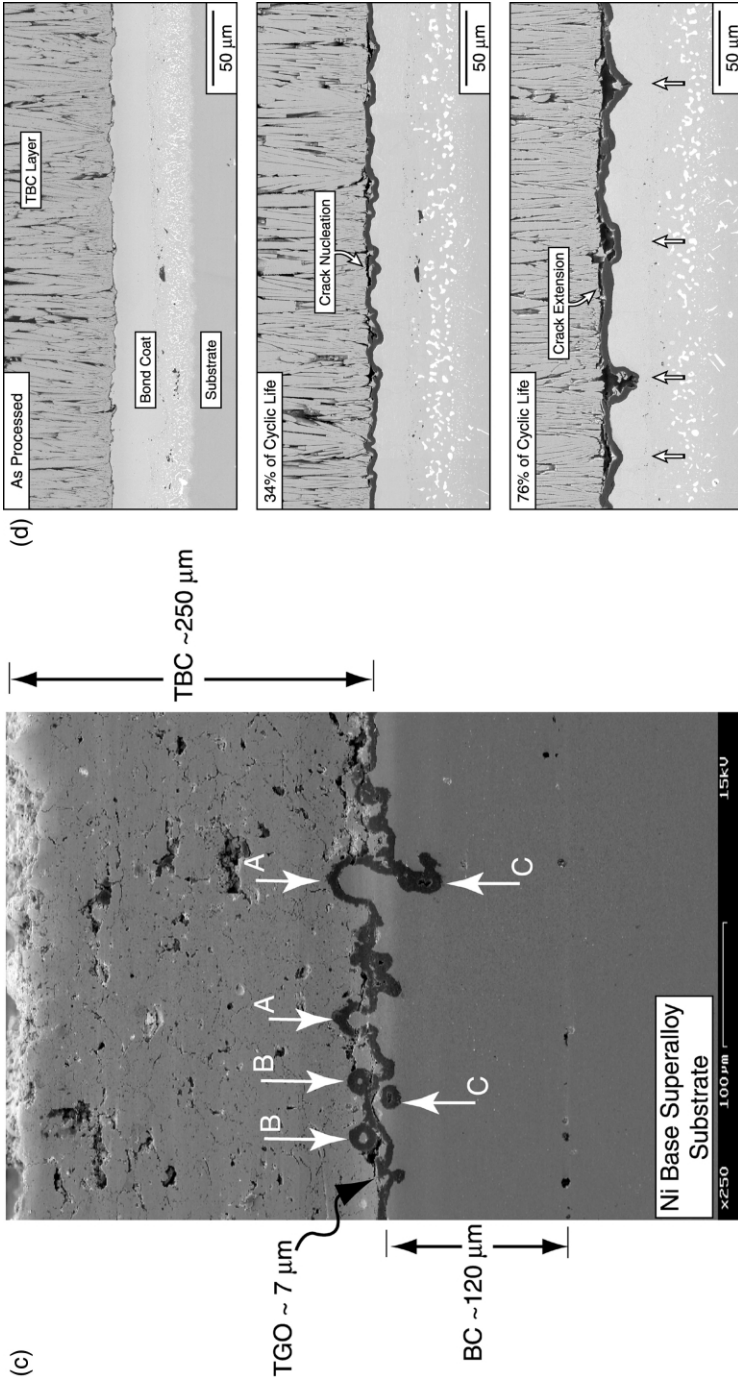 (c)
TBC ~250 μm
TGO ~ 7 μm
BC ~120 μm
B
B
A
A
C
C
Ni Base Superalloy
Substrate
×250
100μm
15kV
(d)
As Processed
TBC Layer
Bond Coat
Substrate
50 μm
34% of Cyclic Life
Crack Nucleation
50 μm
76% of Cyclic Life
Crack Extension
50 μm